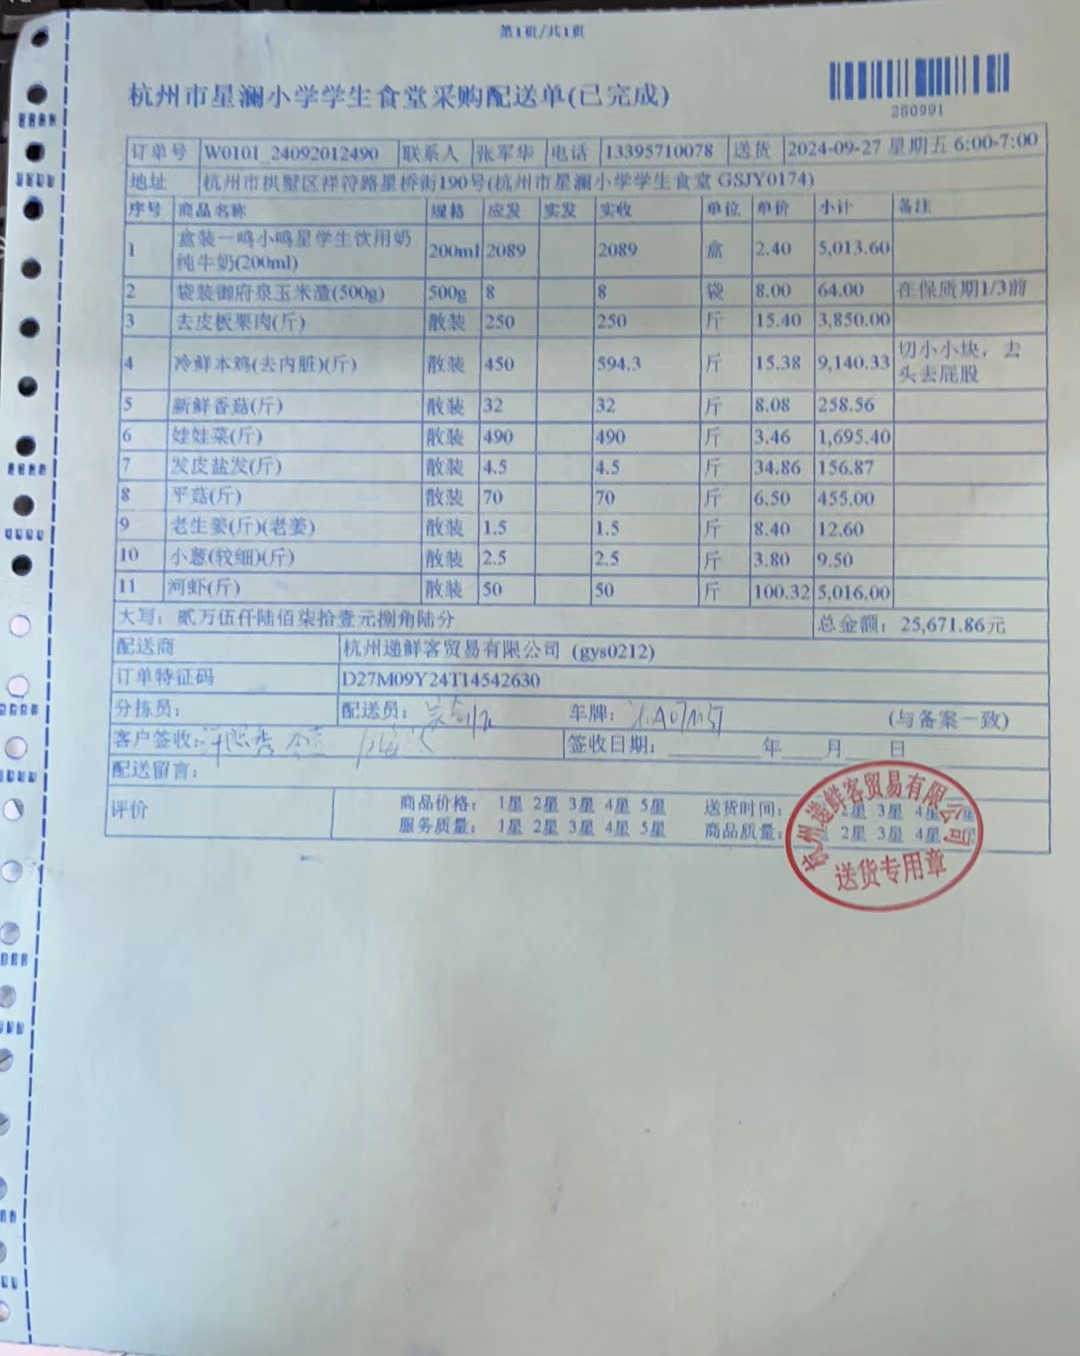 第1页/共1页
杭州市星澜小学学生食堂采购配送单(已完成)
260991
订单号 W0101_24092012490 联系人 张军华 电话 13395710078 送货 2024-09-27 星期五 6:00-7:00
地址 杭州市拱墅区祥符路星桥街190号(杭州市星澜小学学生食堂 GSJY0174)
序号 商品名称 规格 应发 实发 实收 单位 单价 小计 备注
1 盒装一鸣小鸣星学生饮用奶 200ml 2089 2089 盒 2.40 5,013.60
纯牛奶(200ml)
2 袋装御府泉玉米渣(500g) 500g 8 8 袋 8.00 64.00 在保质期1/3前
3 去皮板栗肉(斤) 散装 250 250 斤 15.40 3,850.00
4 冷鲜本鸡(去内脏)(斤) 散装 450 594.3 斤 15.38 9,140.33 切小小块，去
头去屁股
5 新鲜香菇(斤) 散装 32 32 斤 8.08 258.56
6 娃娃菜(斤) 散装 490 490 斤 3.46 1,695.40
7 发皮盐发(斤) 散装 4.5 4.5 斤 34.86 156.87
8 平菇(斤) 散装 70 70 斤 6.50 455.00
9 老生姜(斤)(老姜) 散装 1.5 1.5 斤 8.40 12.60
10 小葱(较细)(斤) 散装 2.5 2.5 斤 3.80 9.50
11 河虾(斤) 散装 50 50 斤 100.32 5,016.00
大写：贰万伍仟陆佰柒拾壹元捌角陆分 总金额：25,671.86元
配送商 杭州递鲜客贸易有限公司 (gys0212)
订单特征码 D27M09Y24T14542630
分拣员： 配送员： 车牌： (与备案一致)
客户签收： 签收日期： 年 月 日
配送留言：
评价 商品价格： 1星 2星 3星 4星 5星 送货时间： 2星 3星 4星
服务质量： 1星 2星 3星 4星 5星 商品质量： 2星 3星 4星
杭州递鲜客贸易有限公司
送货专用章